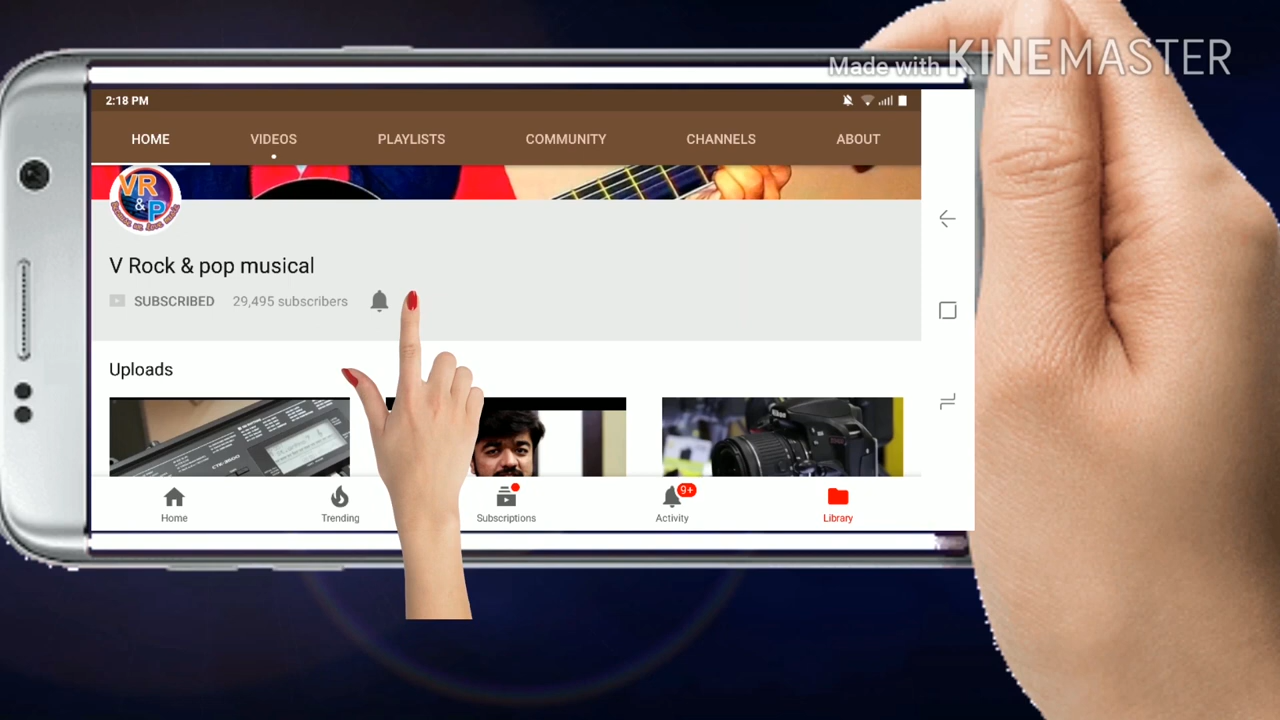 Made with KINEMASTER
2:18 PM
HOME VIDEOS PLAYLISTS COMMUNITY CHANNELS ABOUT
VR
&
P
V Rock & pop musical
SUBSCRIBED 29,495 subscribers
Uploads
9+
Home Trending Subscriptions Activity Library